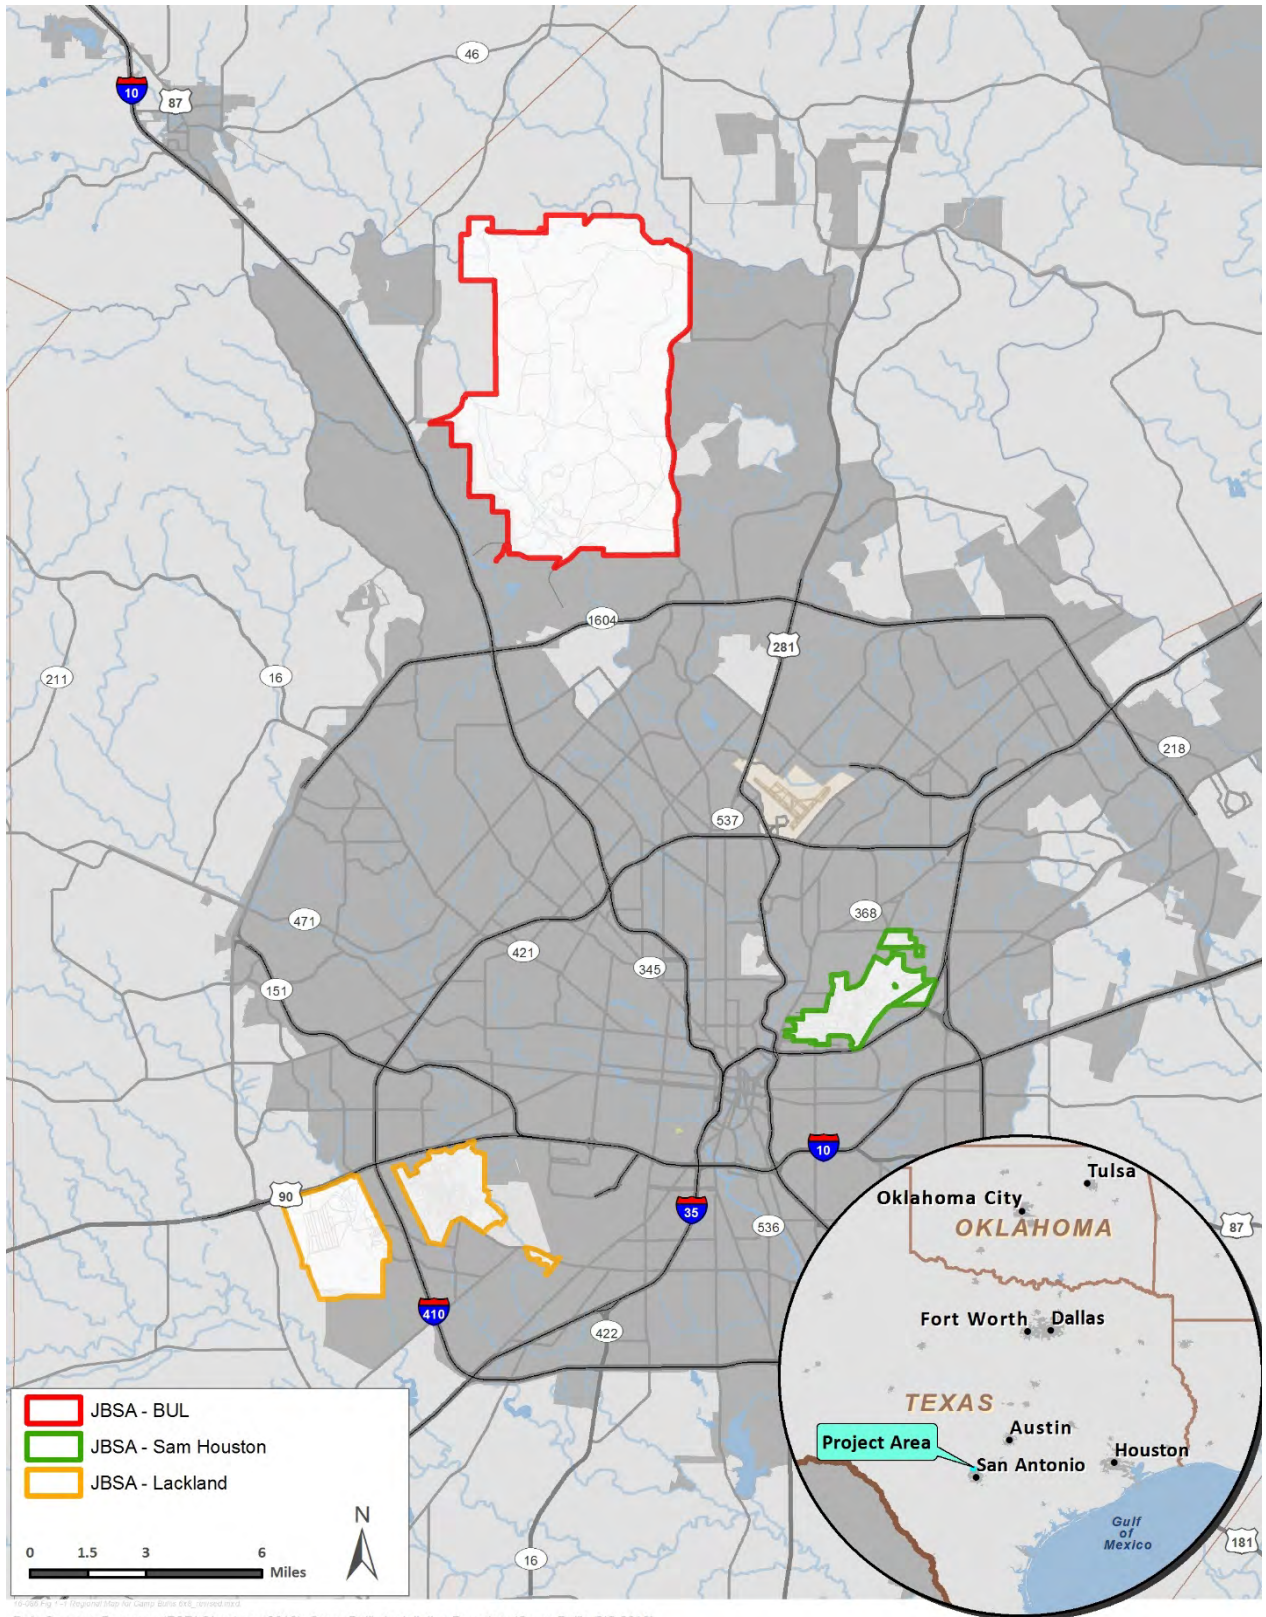 46
10
87
1604
281
211
16
218
537
368
471
421
345
151
10
90
35
536
87
410
422
16
181
Tulsa
Oklahoma City
OKLAHOMA
Fort Worth
Dallas
TEXAS
Austin
Project Area
Houston
San Antonio
Gulf
of
Mexico
JBSA - BUL
JBSA - Sam Houston
JBSA - Lackland
N
0 1.5 3 6
Miles